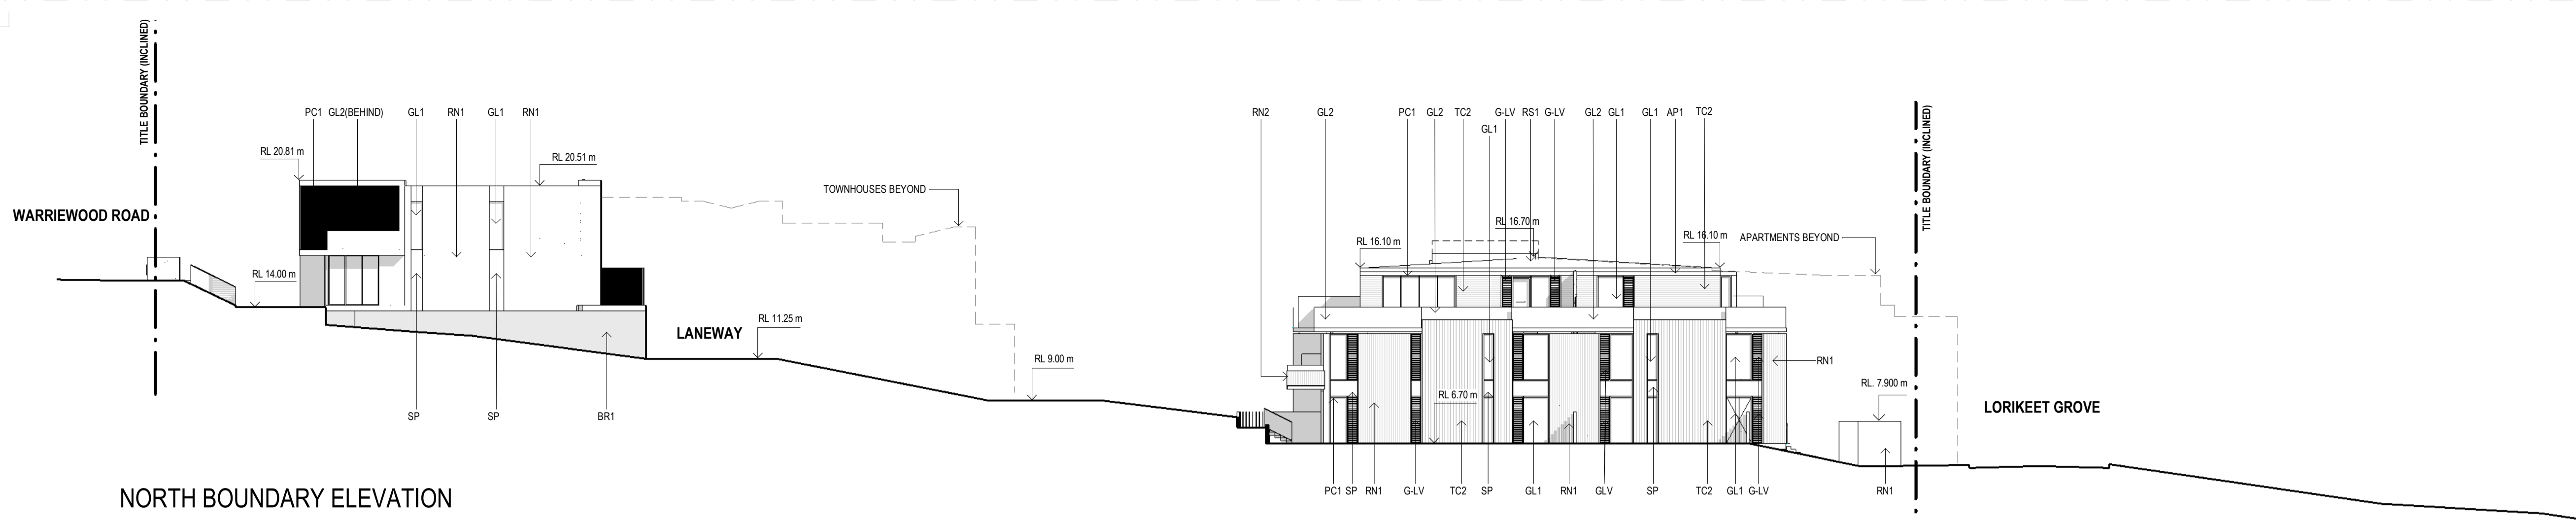 TITLE BOUNDARY (INCLINED)
PC1 GL2(BEHIND) GL1 RN1 GL1 RN1
RN2 GL2 PC1 GL2 TC2 G-LV RS1 G-LV GL2 GL1 GL1 AP1 TC2
GL1
TITLE BOUNDARY (INCLINED)
RL 20.81 m
RL 20.51 m
TOWNHOUSES BEYOND
WARRIEWOOD ROAD
RL 16.70 m
RL 16.10 m
RL 16.10 m
APARTMENTS BEYOND
RL 14.00 m
RL 11.25 m
LANEWAY
RL 9.00 m
RN1
RL. 7.900 m
RL 6.70 m
LORIKEET GROVE
SP SP BR1
PC1 SP RN1 G-LV TC2 SP GL1 RN1 GLV SP TC2 GL1 G-LV RN1
NORTH BOUNDARY ELEVATION